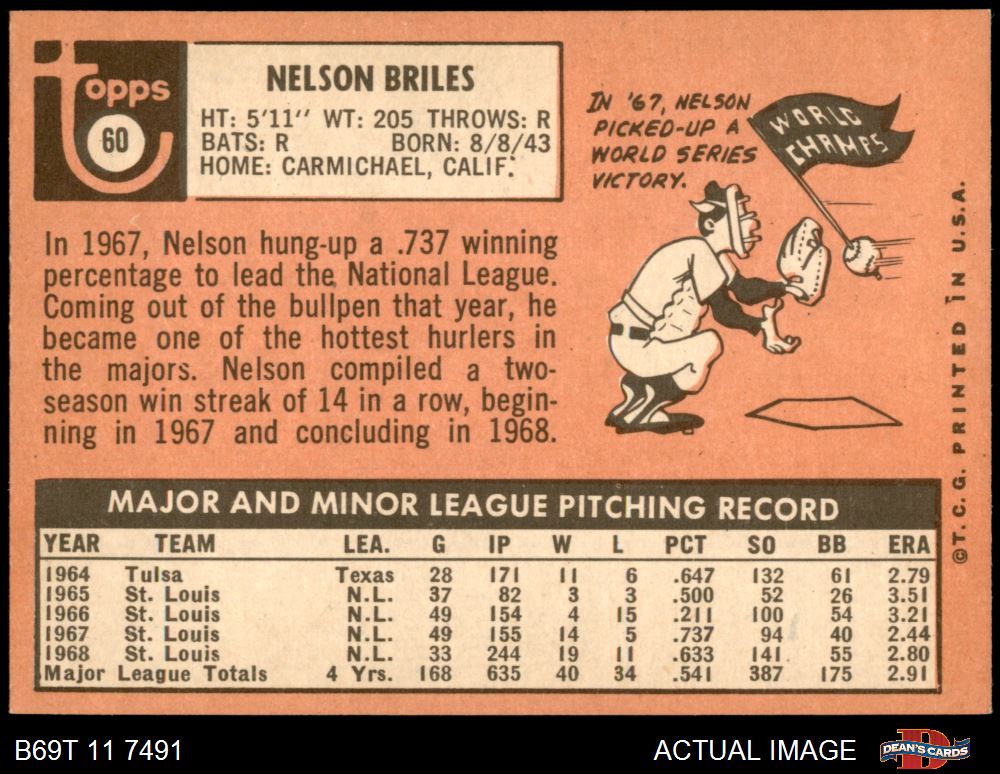 Topps
60
NELSON BRILES
HT: 5'11" WT: 205 THROWS: R
BATS: R BORN: 8/8/43
HOME: CARMICHAEL, CALIF.
IN '67, NELSON
PICKED-UP A
WORLD SERIES
VICTORY.
WORLD
CHAMPS
In 1967, Nelson hung-up a .737 winning
percentage to lead the National League.
Coming out of the bullpen that year, he
became one of the hottest hurlers in
the majors. Nelson compiled a two-
season win streak of 14 in a row, begin-
ning in 1967 and concluding in 1968.
©T. C. G. PRINTED IN U.S.A.
MAJOR AND MINOR LEAGUE PITCHING RECORD
YEAR TEAM LEA. G IP W L PCT SO BB ERA
1964 Tulsa Texas 28 171 11 6 .647 132 61 2.79
1965 St. Louis N.L. 37 82 3 3 .500 52 26 3.51
1966 St. Louis N.L. 49 154 4 15 .211 100 54 3.21
1967 St. Louis N.L. 49 155 14 5 .737 94 40 2.44
1968 St. Louis N.L. 33 244 19 11 .633 141 55 2.80
Major League Totals 4 Yrs. 168 635 40 34 .541 387 175 2.91
B69T 11 7491 ACTUAL IMAGE DEAN'S CARDS